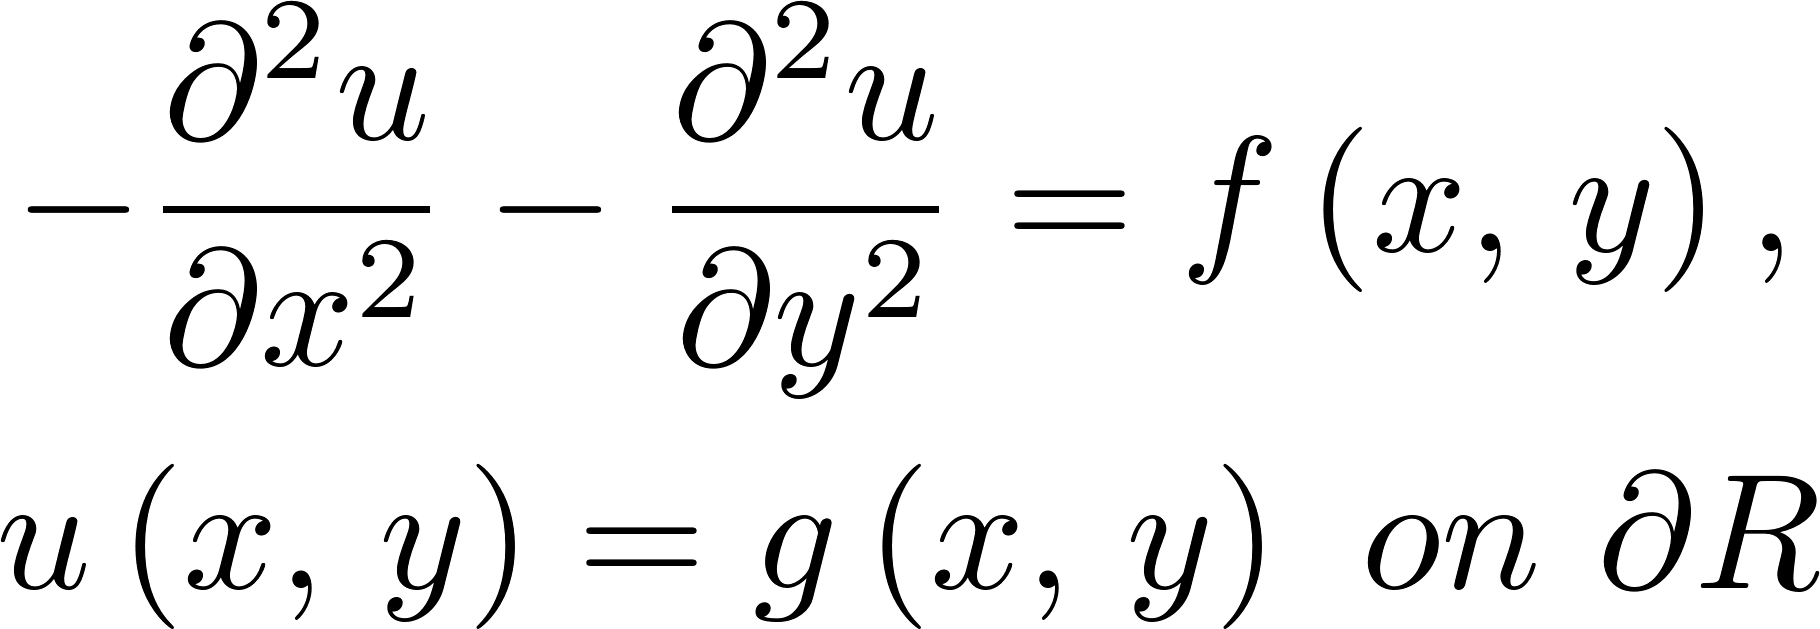 −∂²u/∂x² − ∂²u/∂y² = f (x, y) ,
u (x, y) = g (x, y) on ∂R